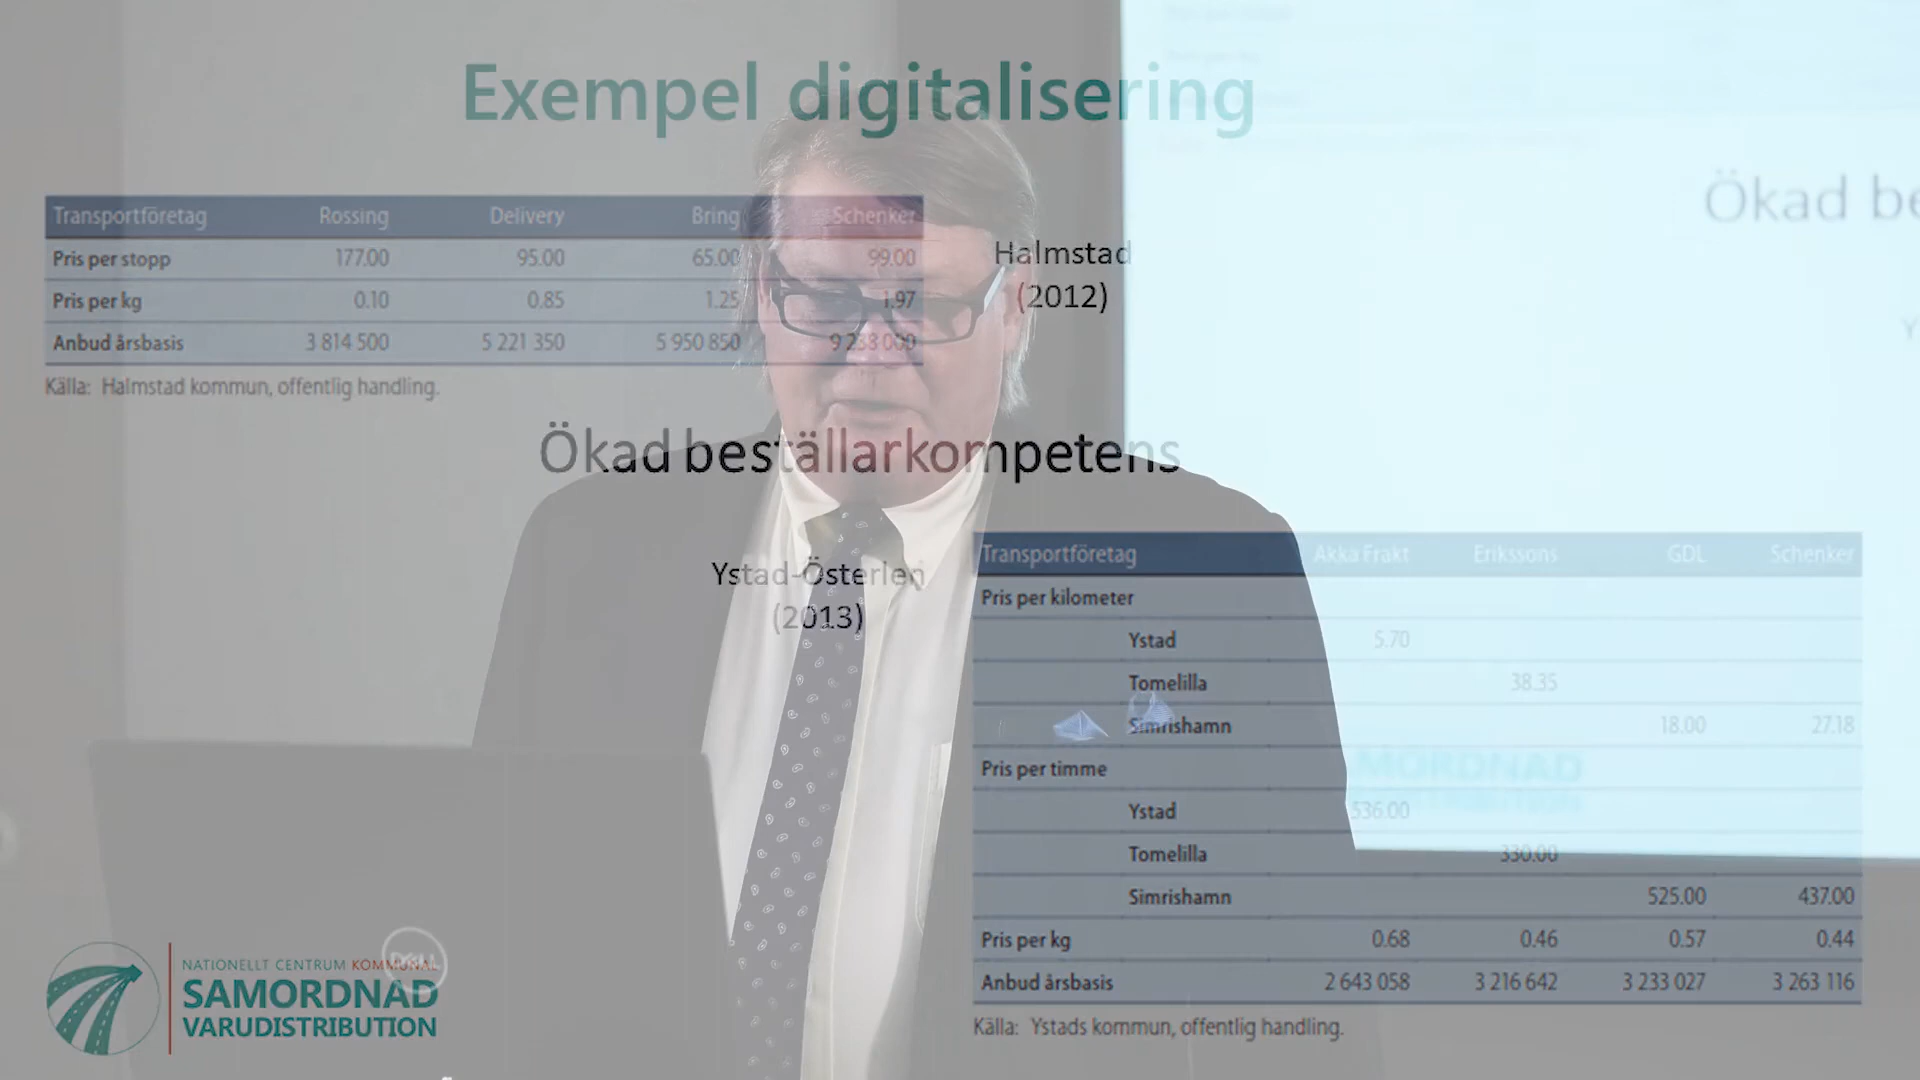 Exempel digitalisering
Ökad be
Transportföretag Rossing Delivery Bring Schenker
Pris per stopp 177.00 95.00 65.00 99.00
Pris per kg 0.10 0.85 1.25 1.97
Anbud årsbasis 3 814 500 5 221 350 5 950 850 9 233 000
Källa: Halmstad kommun, offentlig handling.
Halmstad
(2012)
Ökad beställarkompetens
Ystad-Österlen
(2013)
Transportföretag Akka Frakt Erikssons GDL Schenker
Pris per kilometer
Ystad 5.70
Tomelilla 38.35
Simrishamn 18.00 27.18
Pris per timme
Ystad 536.00
Tomelilla 330.00
Simrishamn 525.00 437.00
Pris per kg 0.68 0.46 0.57 0.44
Anbud årsbasis 2 643 058 3 216 642 3 233 027 3 263 116
Källa: Ystads kommun, offentlig handling.
MORDNAD
NATIONELLT CENTRUM KOMMUNAL
SAMORDNAD
VARUDISTRIBUTION
DELL